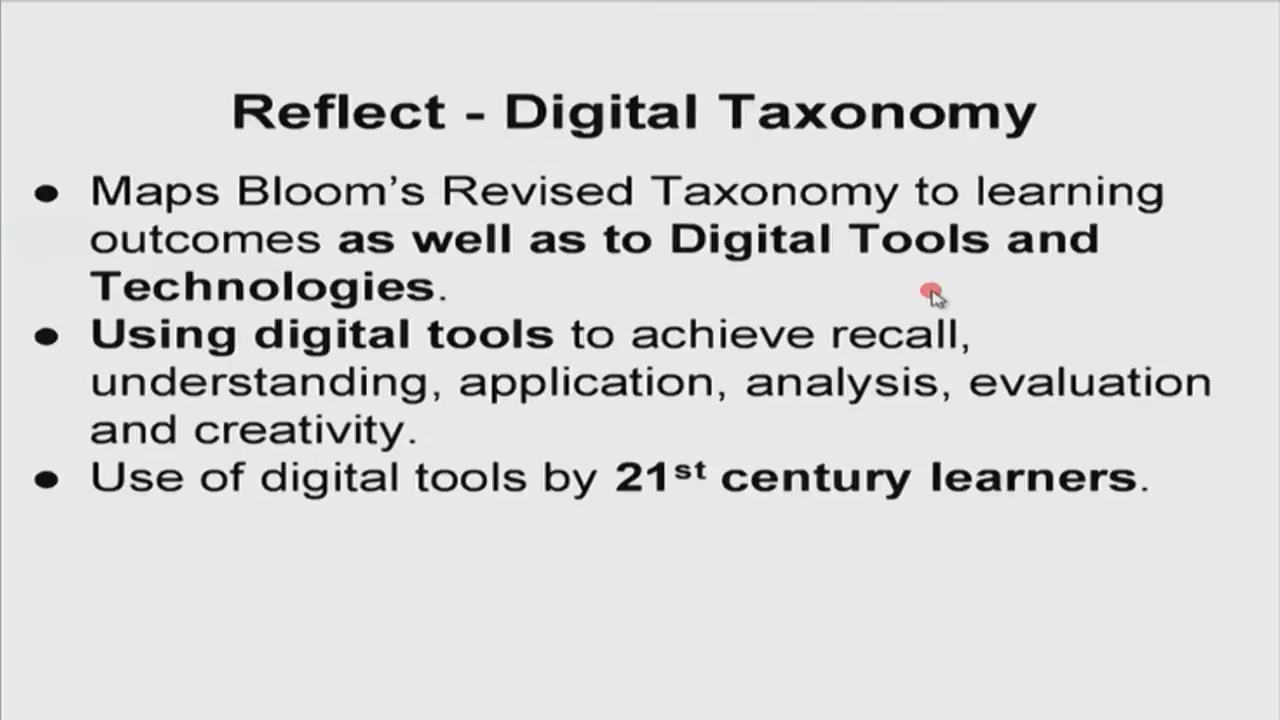 Reflect - Digital Taxonomy
● Maps Bloom’s Revised Taxonomy to learning
outcomes as well as to Digital Tools and
Technologies.
● Using digital tools to achieve recall,
understanding, application, analysis, evaluation
and creativity.
● Use of digital tools by 21st century learners.